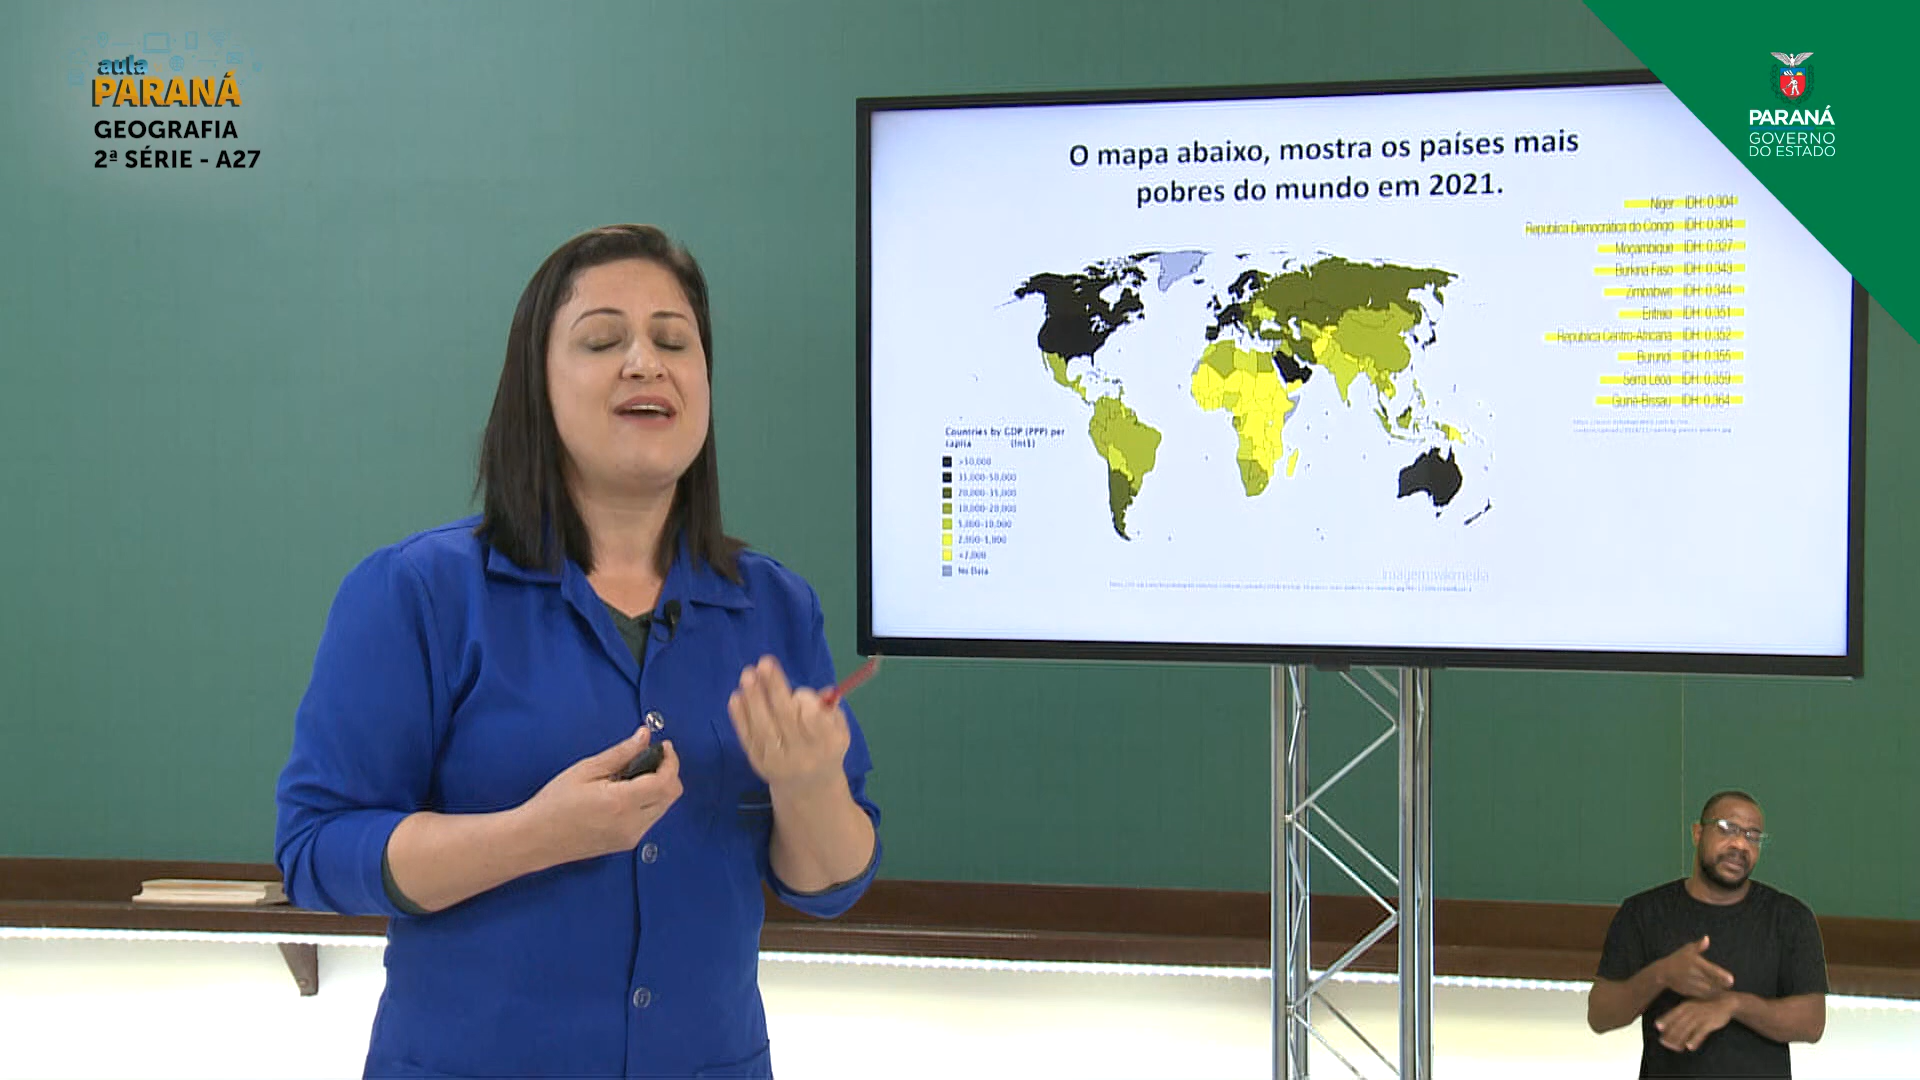 aula
PARANÁ
GEOGRAFIA
2ª SÉRIE - A27
PARANÁ
GOVERNO
DO ESTADO
O mapa abaixo, mostra os países mais
pobres do mundo em 2021.
Niger IDH: 0,304
República Democrática do Congo IDH: 0,304
Moçambique IDH: 0,327
Burkina Faso IDH: 0,343
Zimbabwe IDH: 0,344
Eritreia IDH: 0,351
República Centro-Africana IDH: 0,352
Burundi IDH: 0,355
Serra Leoa IDH: 0,359
Guiné-Bissau IDH: 0,364
Countries by GDP (PPP) per
capita (Int$)
>50,000
35,000-50,000
20,000-35,000
10,000-20,000
5,000-10,000
<2,000
No Data
imagem:wikimedia